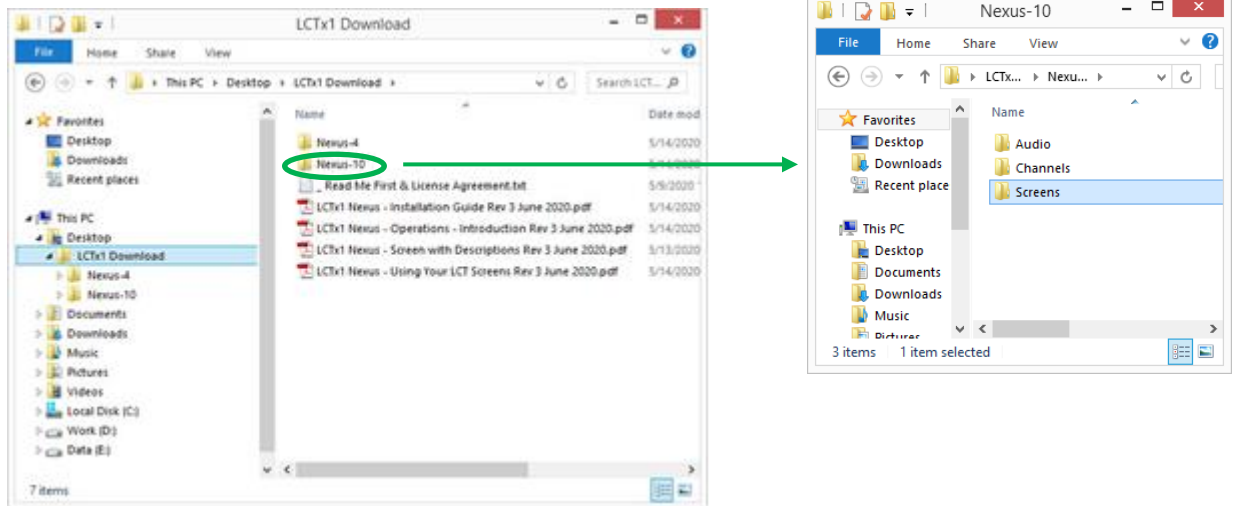 LCTx1 Download
File Home Share View
This PC Desktop LCTx1 Download Search LCT...
Name Date mod
Favorites
Desktop
Downloads
Recent places
This PC
Desktop
LCTx1 Download
Nexus-4
Nexus-10
Documents
Downloads
Music
Pictures
Videos
Local Disk (C:)
Work (D:)
Data (E:)
Nexus-4 5/14/2020
Nexus-10
_ Read Me First & License Agreement.txt 5/9/2020
LCTx1 Nexus - Installation Guide Rev 3 June 2020.pdf 5/14/2020
LCTx1 Nexus - Operations - Introduction Rev 3 June 2020.pdf 5/14/2020
LCTx1 Nexus - Screen with Descriptions Rev 3 June 2020.pdf 5/13/2020
LCTx1 Nexus - Using Your LCT Screens Rev 3 June 2020.pdf 5/14/2020
7 items
Nexus-10
File Home Share View
LCTx... Nexu...
Name
Favorites
Desktop
Downloads
Recent place
This PC
Desktop
Documents
Downloads
Music
Pictures
Audio
Channels
Screens
3 items 1 item selected